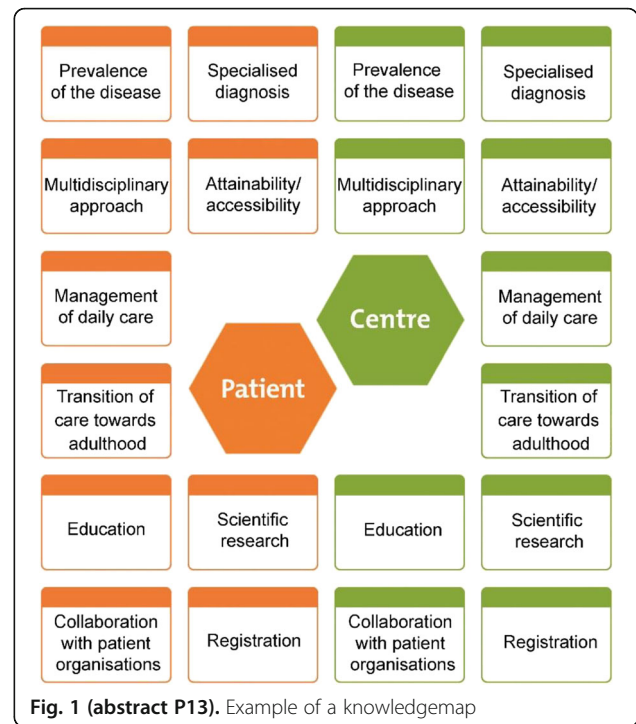 Prevalence
of the disease
Specialised
diagnosis
Prevalence
of the disease
Specialised
diagnosis
Multidisciplinary
approach
Attainability/
accessibility
Multidisciplinary
approach
Attainability/
accessibility
Management
of daily care
Centre
Management
of daily care
Patient
Transition of
care towards
adulthood
Transition of
care towards
adulthood
Education
Scientific
research
Education
Scientific
research
Collaboration
with patient
organisations
Registration
Collaboration
with patient
organisations
Registration
Fig. 1 (abstract P13). Example of a knowledgemap